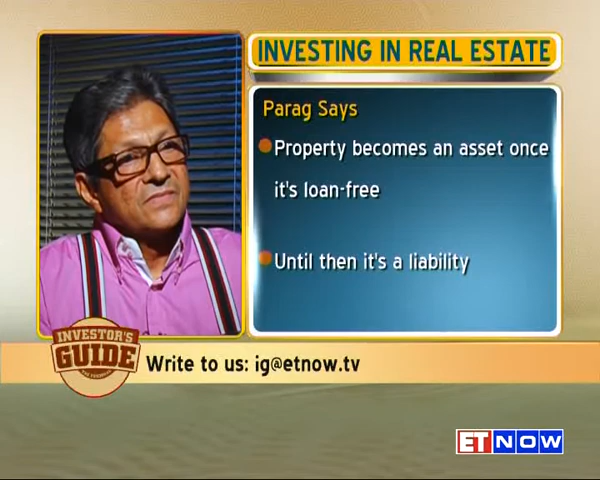 INVESTING IN REAL ESTATE
Parag Says
Property becomes an asset once
it's loan-free
Until then it's a liability
INVESTOR'S
GUIDE
Write to us: ig@etnow.tv
ET NOW